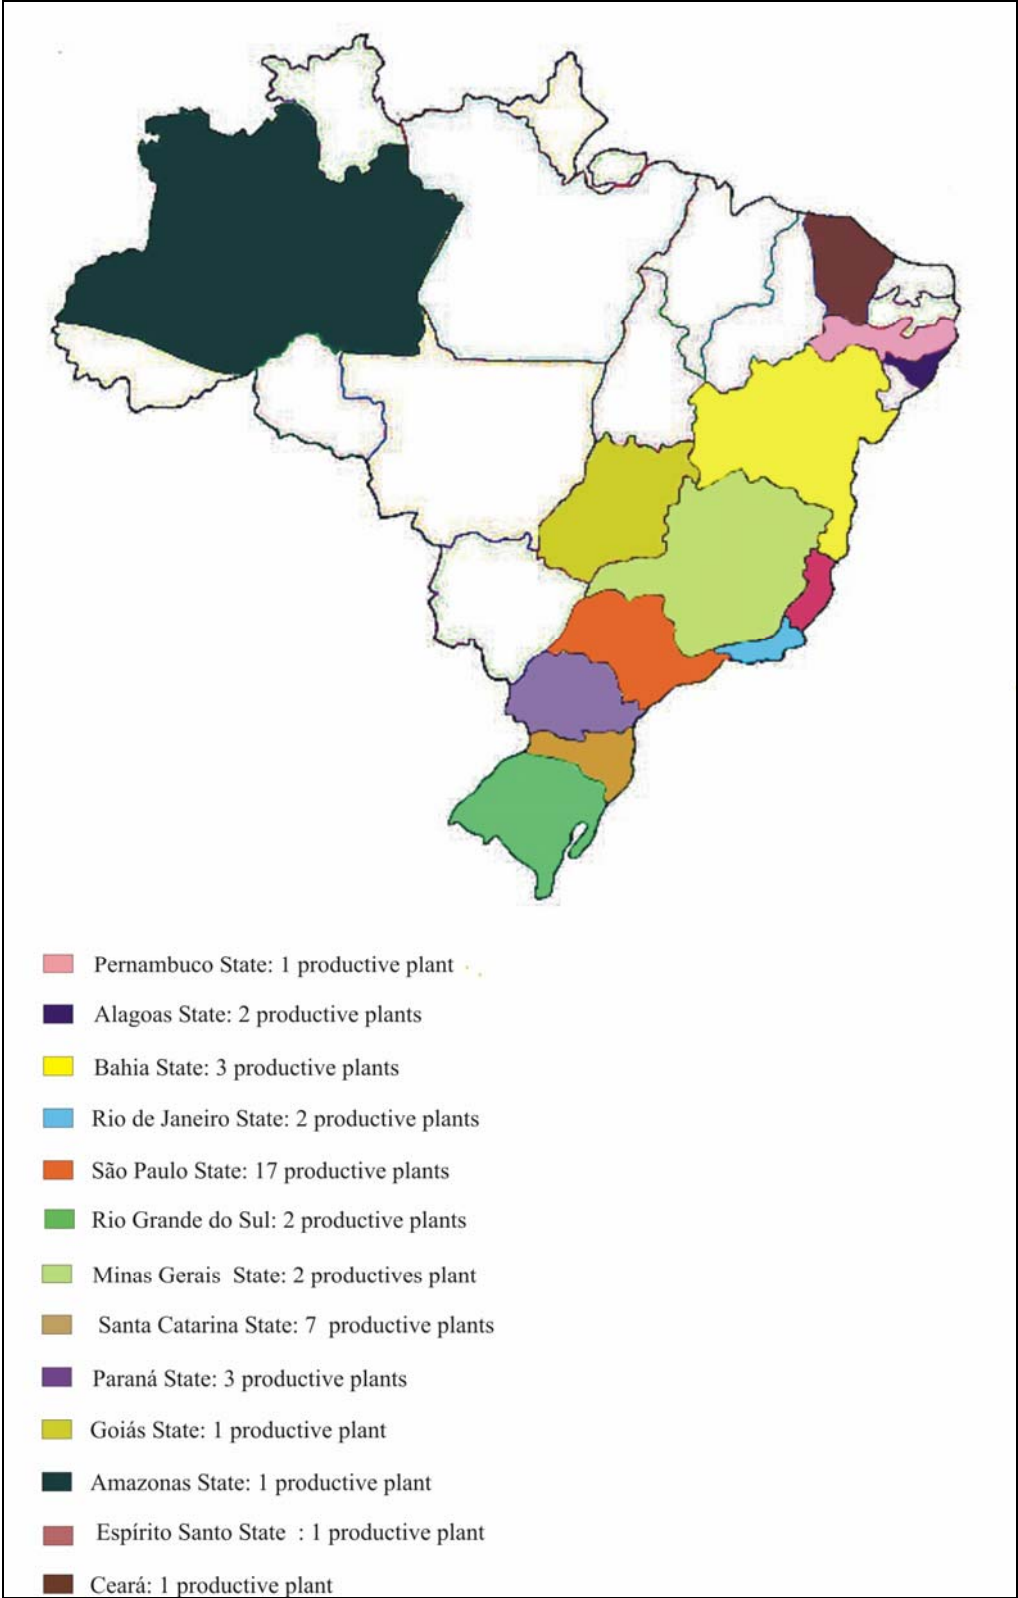 Pernambuco State: 1 productive plant
Alagoas State: 2 productive plants
Bahia State: 3 productive plants
Rio de Janeiro State: 2 productive plants
São Paulo State: 17 productive plants
Rio Grande do Sul: 2 productive plants
Minas Gerais State: 2 productives plant
Santa Catarina State: 7 productive plants
Paraná State: 3 productive plants
Goiás State: 1 productive plant
Amazonas State: 1 productive plant
Espírito Santo State : 1 productive plant
Ceará: 1 productive plant